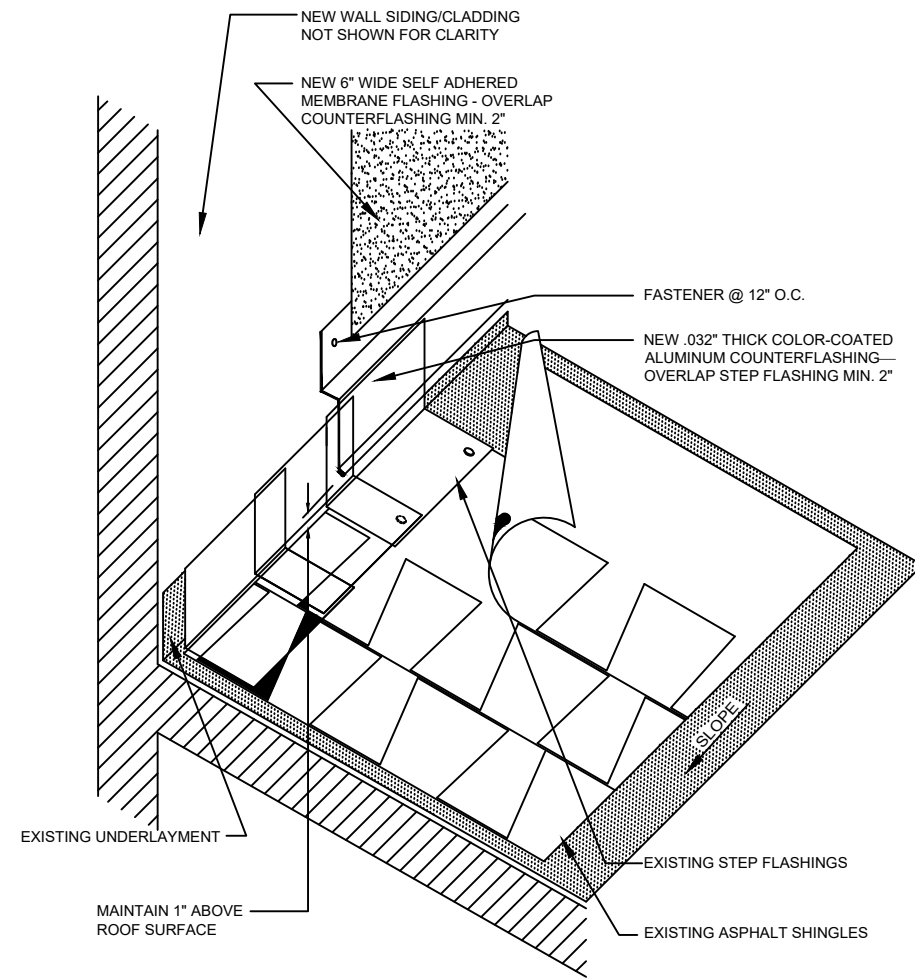 NEW WALL SIDING/CLADDING
NOT SHOWN FOR CLARITY
NEW 6" WIDE SELF ADHERED
MEMBRANE FLASHING - OVERLAP
COUNTERFLASHING MIN. 2"
FASTENER @ 12" O.C.
NEW .032" THICK COLOR-COATED
ALUMINUM COUNTERFLASHING—
OVERLAP STEP FLASHING MIN. 2"
SLOPE
EXISTING UNDERLAYMENT
EXISTING STEP FLASHINGS
MAINTAIN 1" ABOVE
ROOF SURFACE
EXISTING ASPHALT SHINGLES